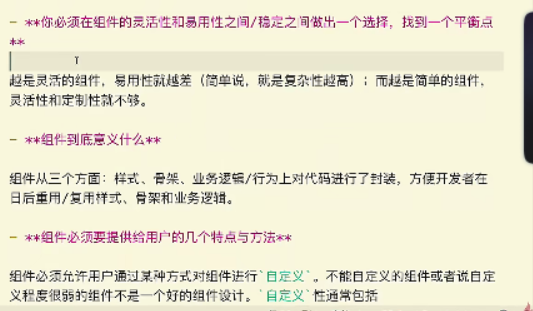 - **你必须在组件的灵活性和易用性之间/稳定之间做出一个选择，找到一个平衡点
**
越是灵活的组件，易用性就越差（简单说，就是复杂性越高）；而越是简单的组件，
灵活性和定制性就不够。
- **组件到底意义什么**
组件从三个方面：样式、骨架、业务逻辑/行为上对代码进行了封装，方便开发者在
日后重用/复用样式、骨架和业务逻辑。
- **组件必须要提供给用户的几个特点与方法**
组件必须允许用户通过某种方式对组件进行`自定义`。不能自定义的组件或者说自定
义程度很弱的组件不是一个好的组件设计。`自定义`性通常包括